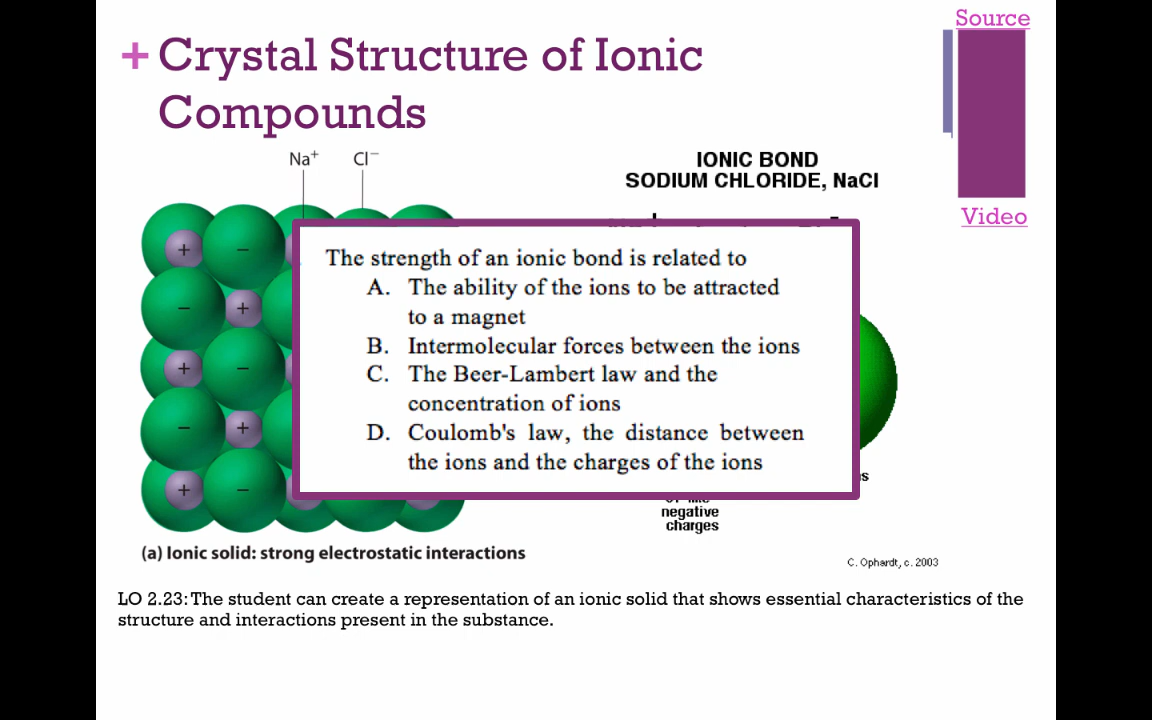 Source
+ Crystal Structure of Ionic
Compounds
Na+ Cl−
IONIC BOND
SODIUM CHLORIDE, NaCl
Video
The strength of an ionic bond is related to
A. The ability of the ions to be attracted
to a magnet
B. Intermolecular forces between the ions
C. The Beer-Lambert law and the
concentration of ions
D. Coulomb's law, the distance between
the ions and the charges of the ions
negative
charges
(a) Ionic solid: strong electrostatic interactions
C. Ophardt, c. 2003
LO 2.23: The student can create a representation of an ionic solid that shows essential characteristics of the
structure and interactions present in the substance.